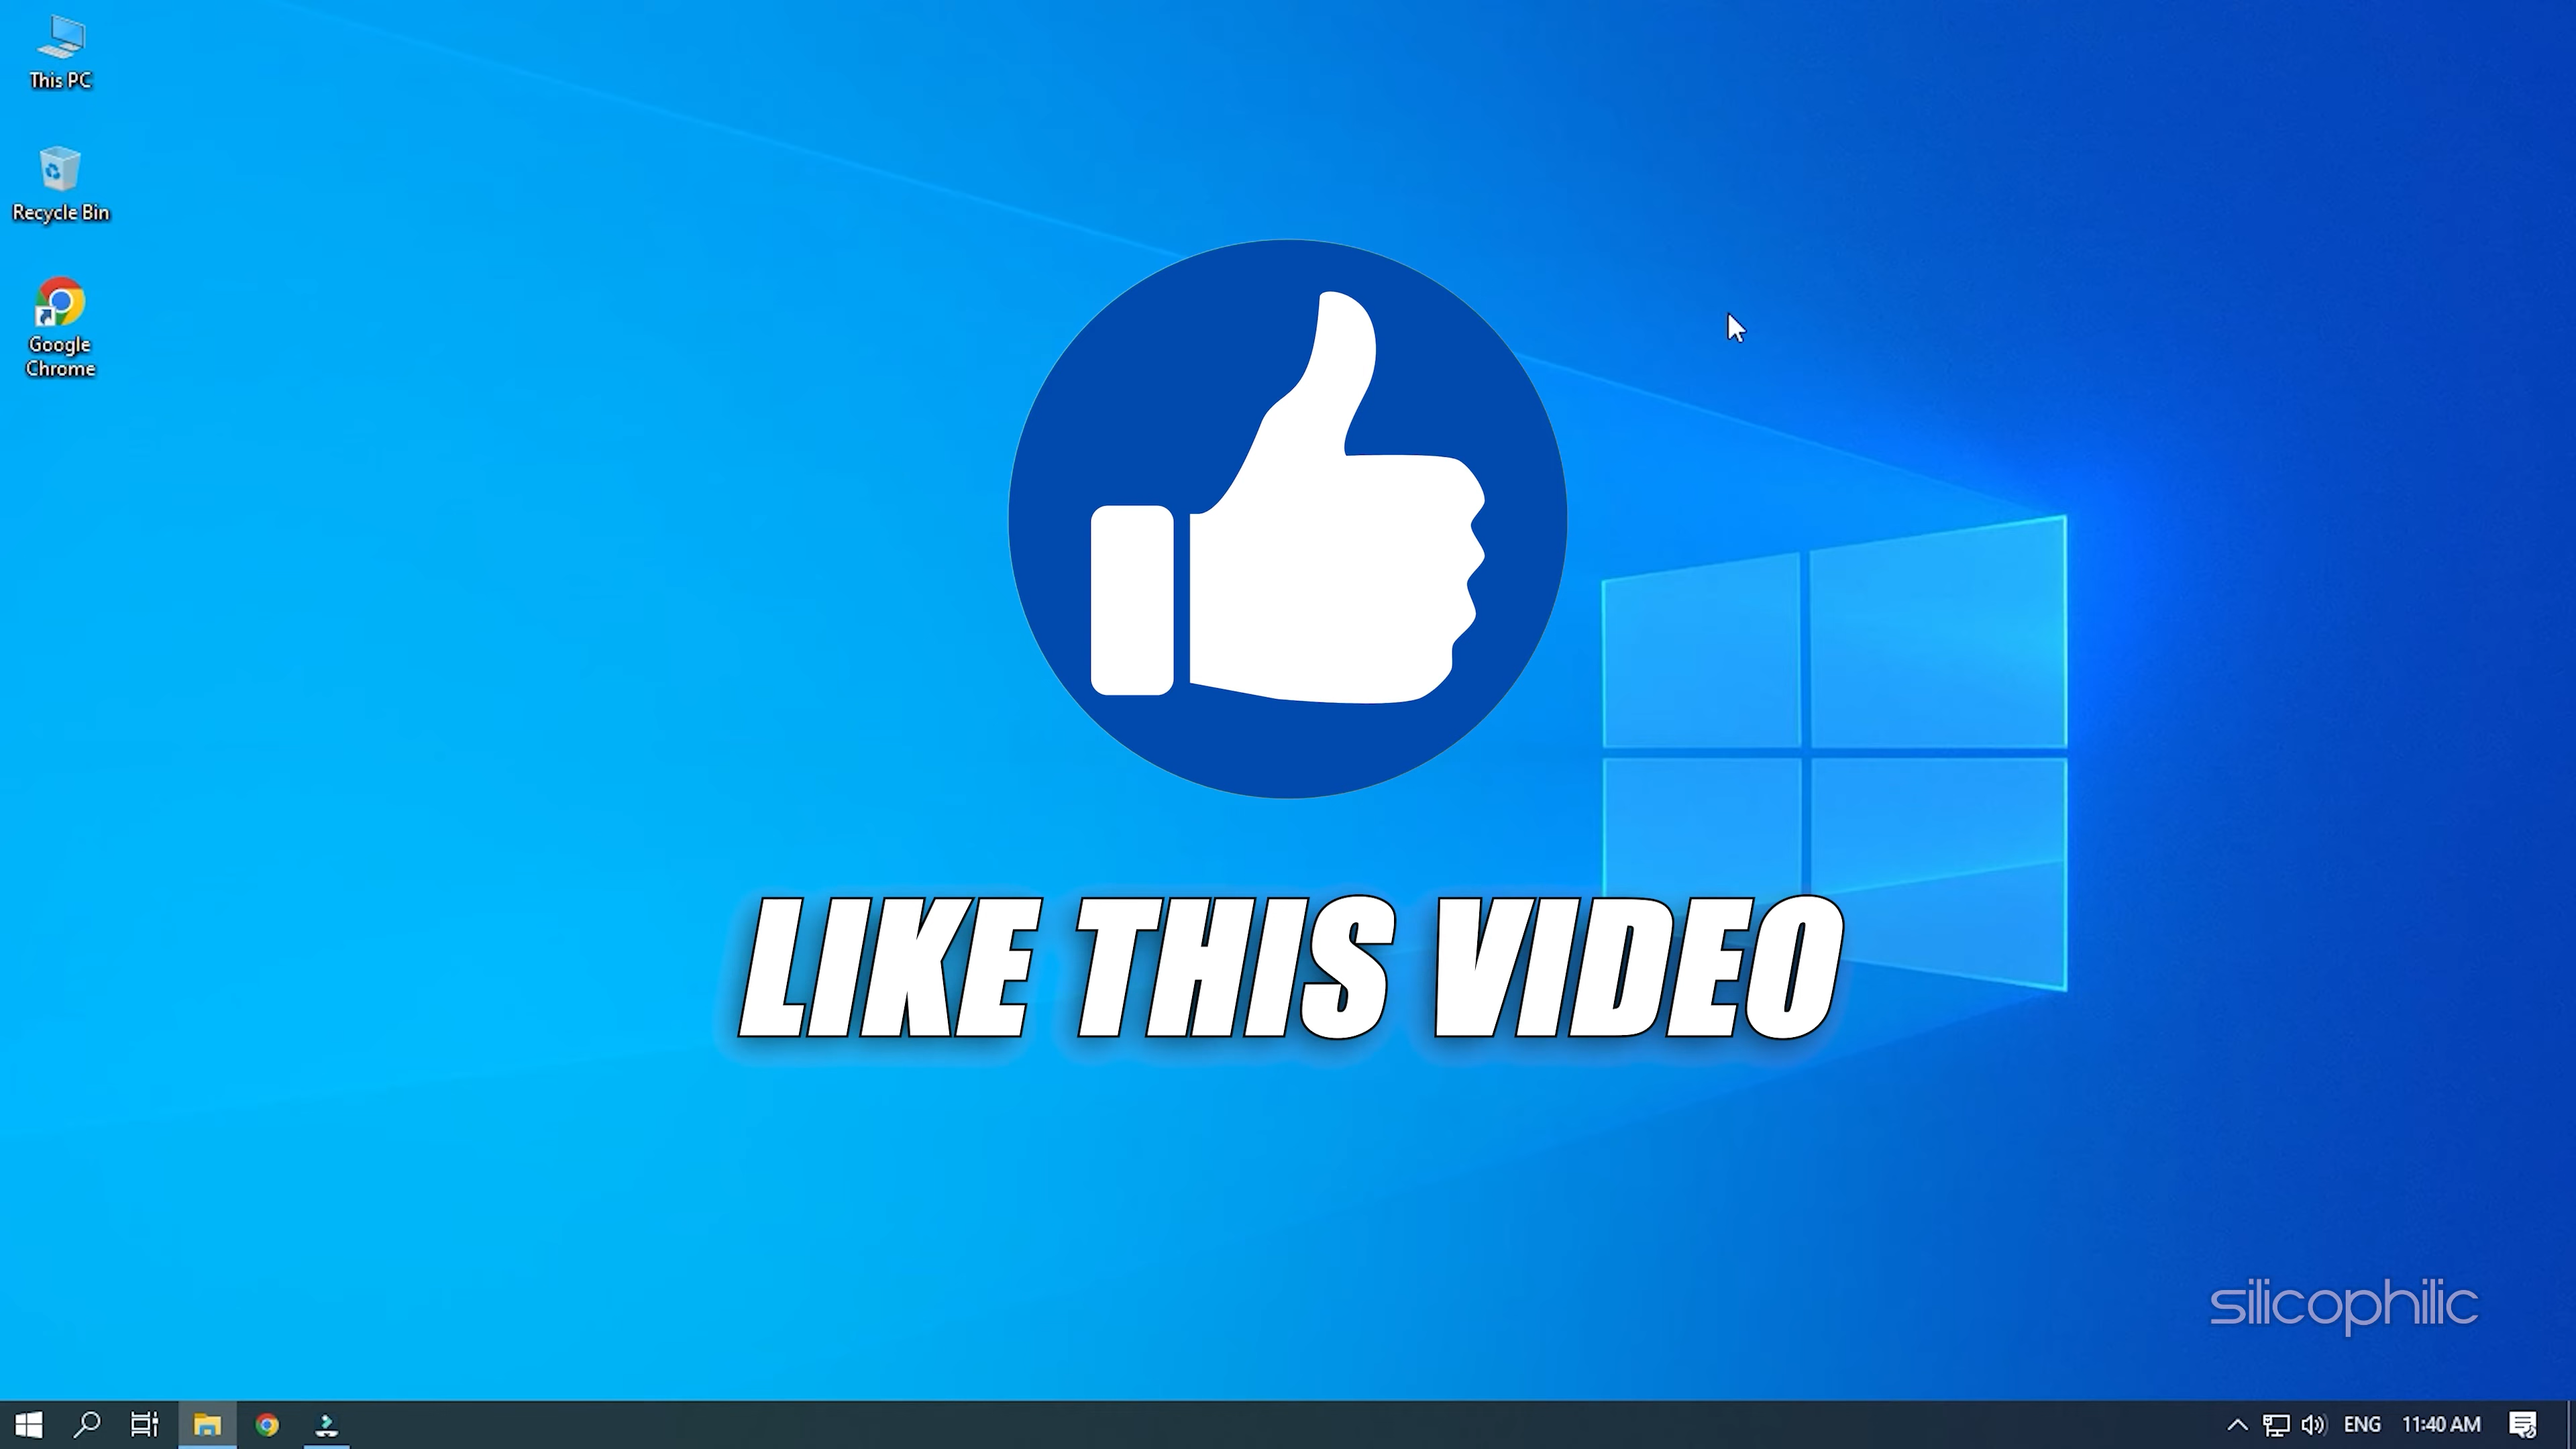 This PC
Recycle Bin
Google
Chrome
LIKE THIS VIDEO
silicophilic
ENG
11:40 AM